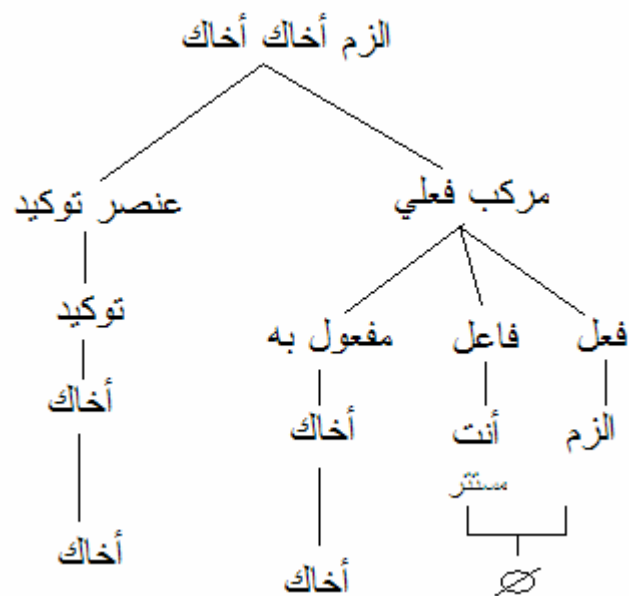 الزم أخاك أخاك
مركب فعلي
عنصر توكيد
فعل
فاعل
مفعول به
توكيد
الزم
أنت
أخاك
أخاك
مستتر
∅
أخاك
أخاك